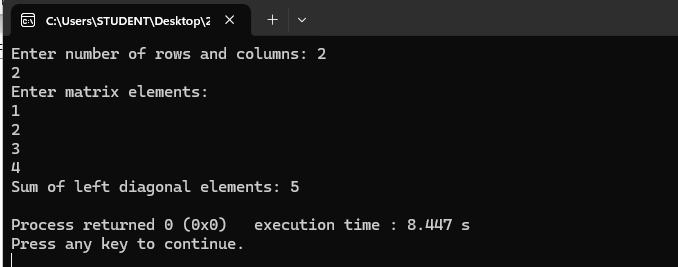 C:\Users\STUDENT\Desktop\2
Enter number of rows and columns: 2
2
Enter matrix elements:
1
2
3
4
Sum of left diagonal elements: 5
Process returned 0 (0x0)   execution time : 8.447 s
Press any key to continue.